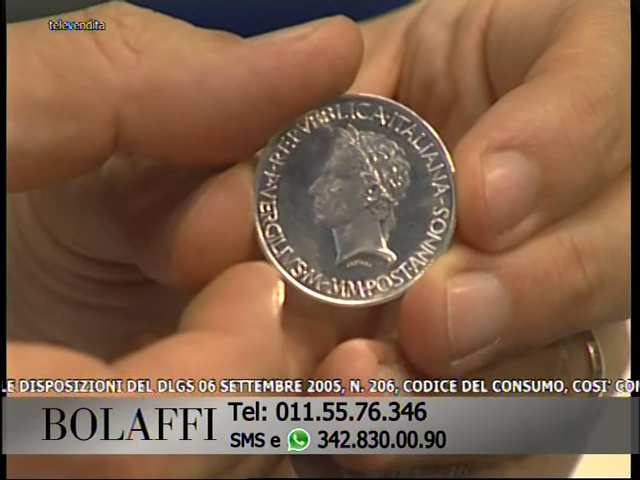 televendita
REPVBBLICA·ITALIANA
VERGILIVS·M·MM·POST·ANNOS
LE DISPOSIZIONI DEL DLGS 06 SETTEMBRE 2005, N. 206, CODICE DEL CONSUMO, COSI' CO
BOLAFFI
Tel: 011.55.76.346
SMS e 342.830.00.90